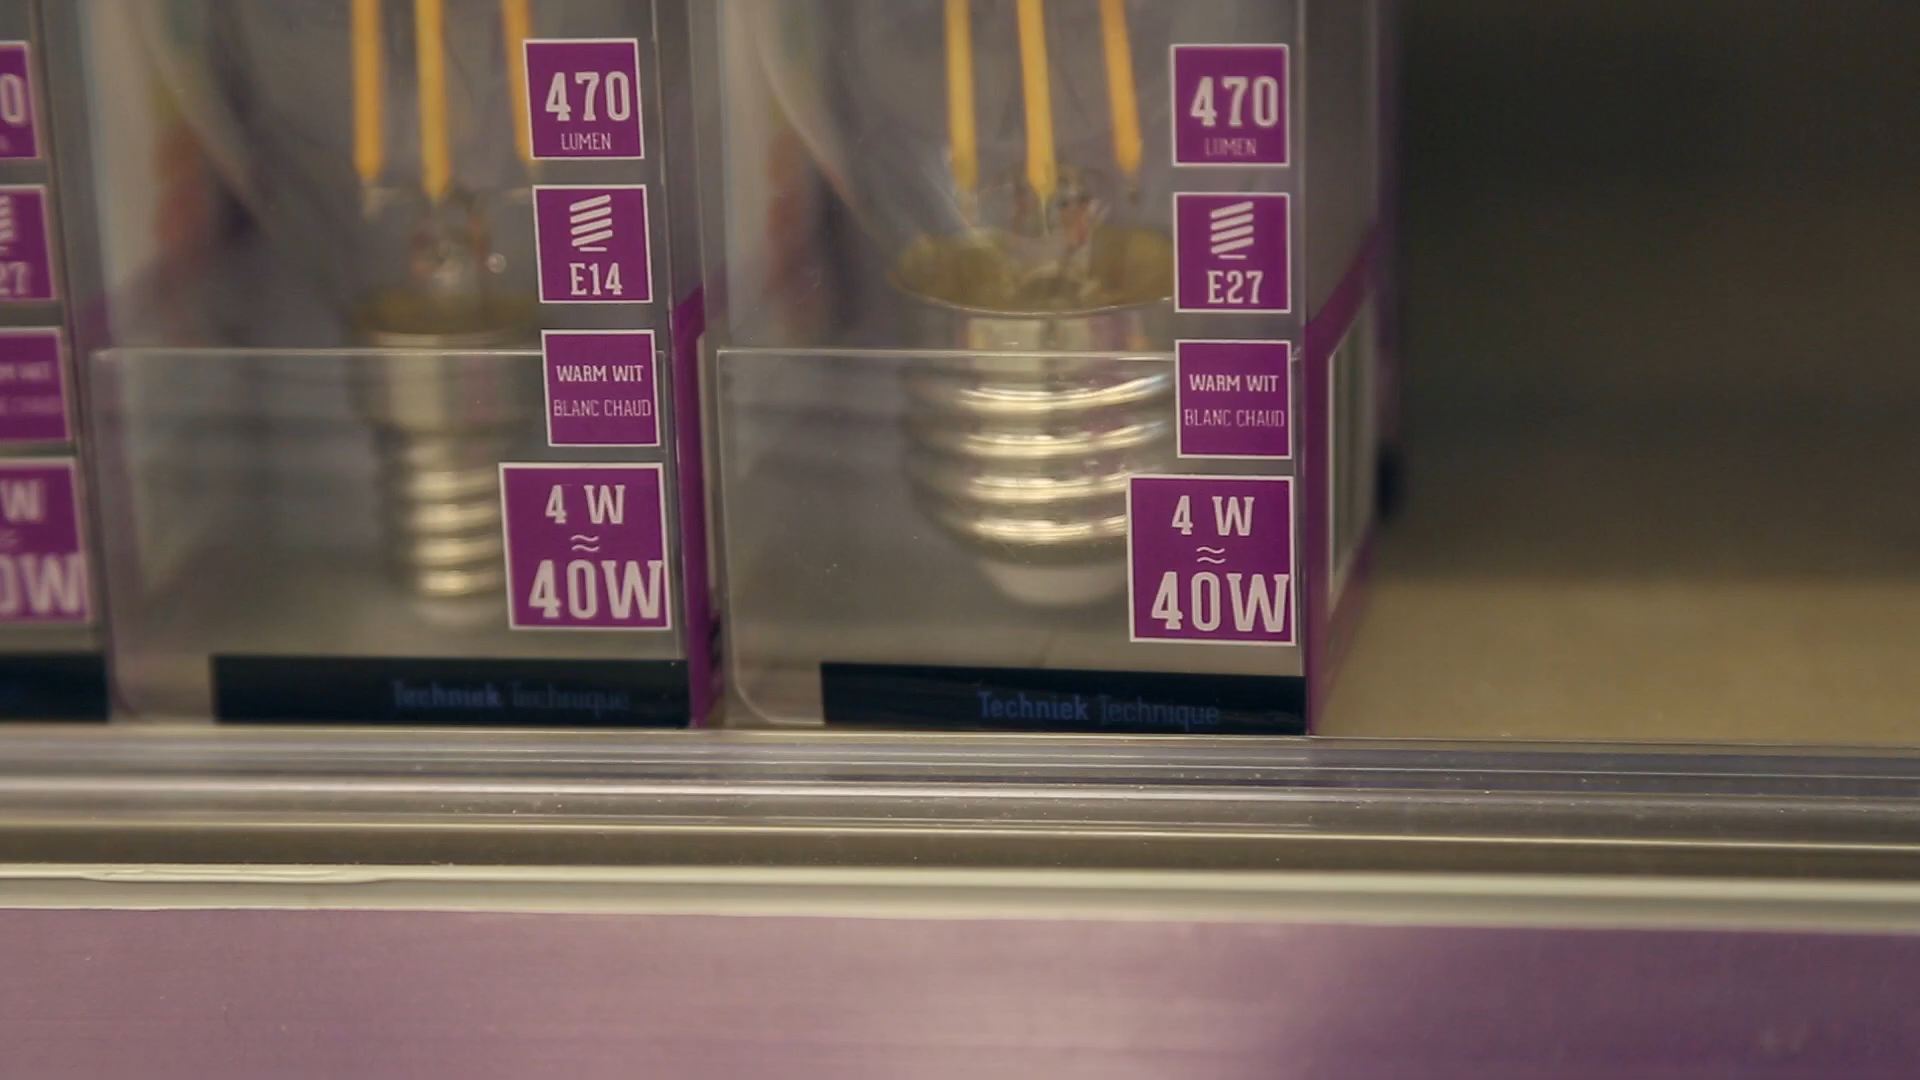 470
LUMEN
E14
WARM WIT
BLANC CHAUD
4 W
≈
40W
Techniek Technique
470
LUMEN
E27
WARM WIT
BLANC CHAUD
4 W
≈
40W
Techniek Technique